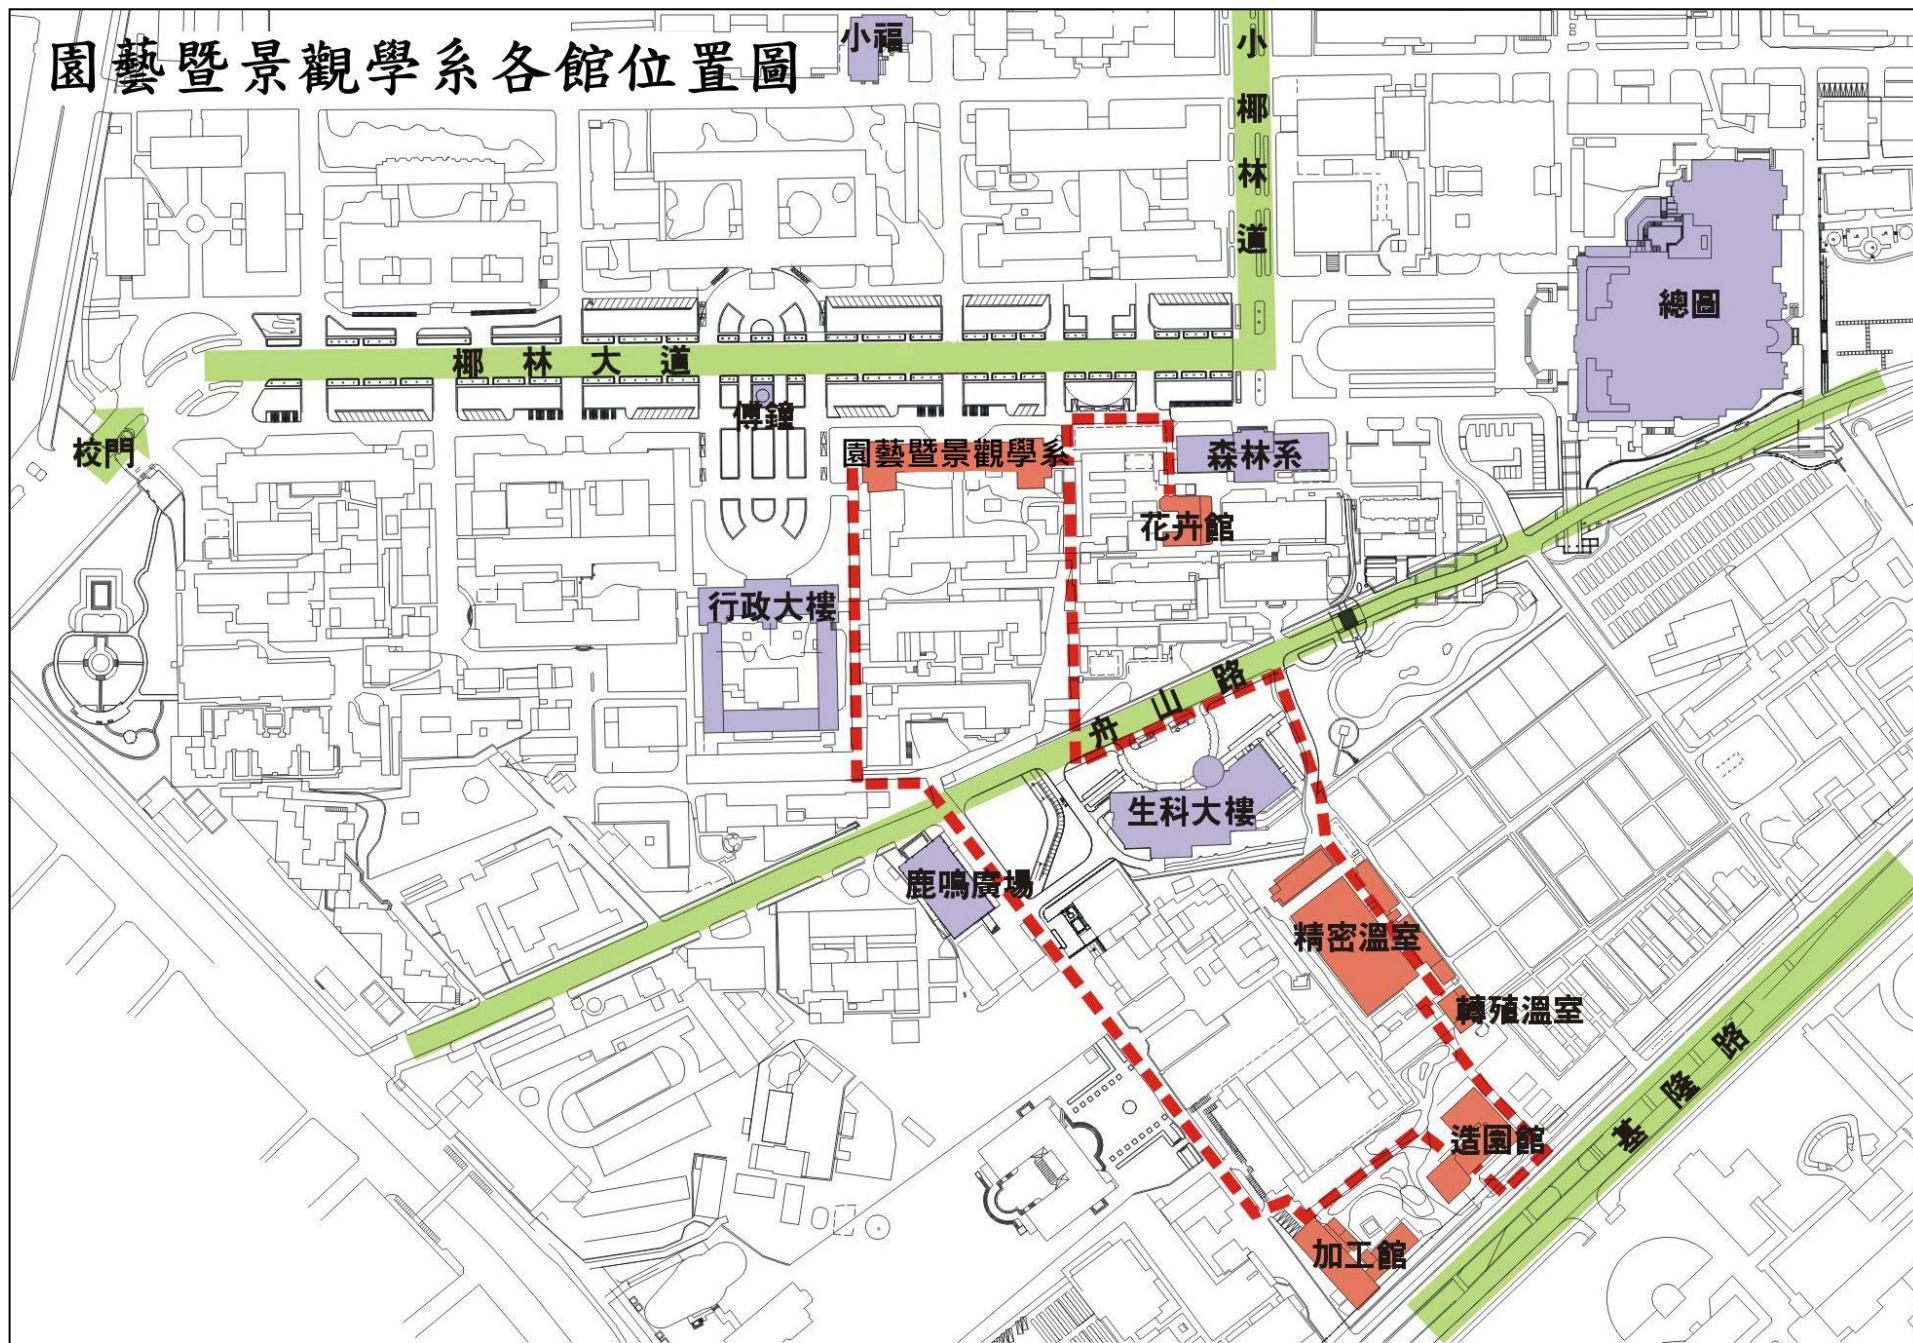 園藝暨景觀學系各館位置圖
小福
小椰林道
總圖
椰林大道
傅鐘
校門
園藝暨景觀學系
森林系
花卉館
行政大樓
舟山路
生科大樓
鹿鳴廣場
精密溫室
轉殖溫室
基隆路
造園館
加工館